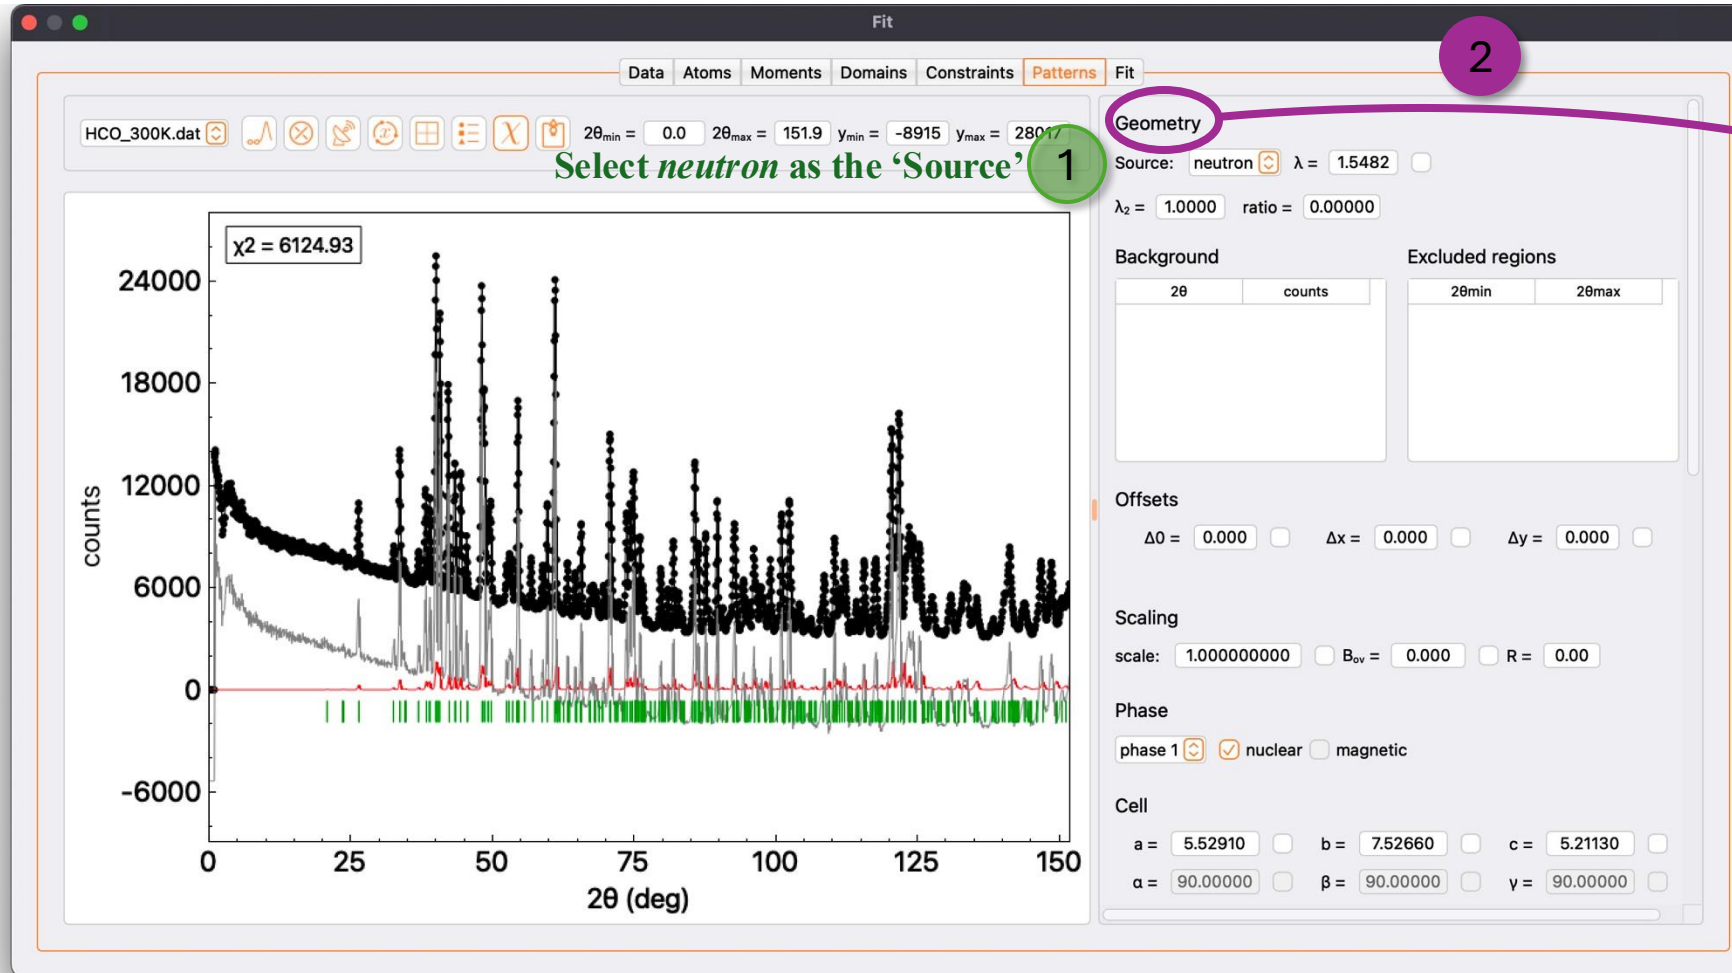 Fit
2
Data Atoms Moments Domains Constraints Patterns Fit
HCO_300K.dat 2θmin = 0.0 2θmax = 151.9 ymin = -8915 ymax = 28017
Select neutron as the ‘Source’ 1
Geometry
Source: neutron λ = 1.5482
λ₂ = 1.0000 ratio = 0.00000
Background Excluded regions
2θ counts 2θmin 2θmax
Offsets
Δ0 = 0.000 Δx = 0.000 Δy = 0.000
Scaling
scale: 1.000000000 Bov = 0.000 R = 0.00
Phase
phase 1 nuclear magnetic
Cell
a = 5.52910 b = 7.52660 c = 5.21130
α = 90.00000 β = 90.00000 γ = 90.00000
χ2 = 6124.93
24000
18000
12000
6000
0
-6000
counts
0 25 50 75 100 125 150
2θ (deg)